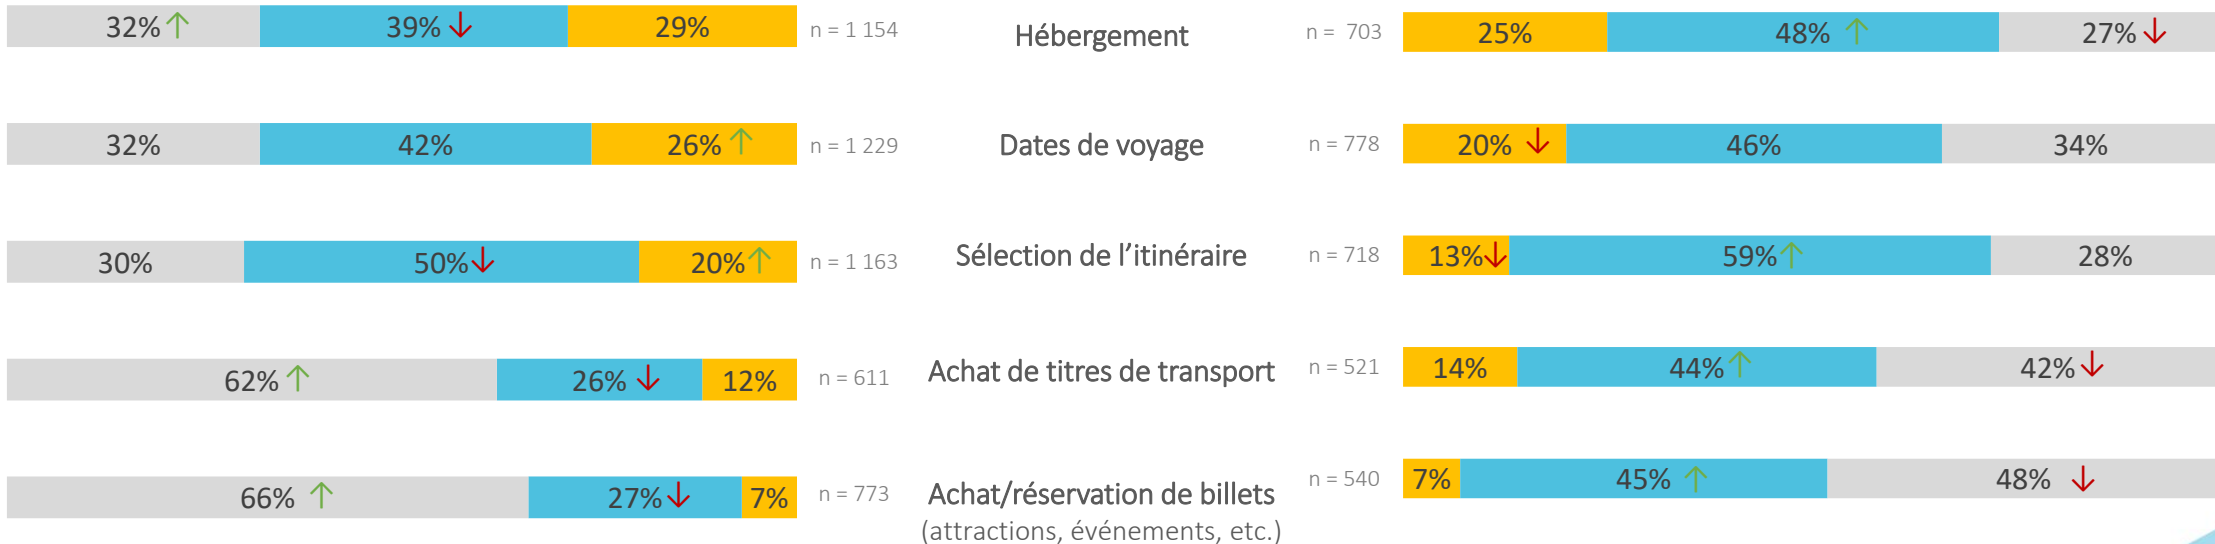 32% ↑ 39% ↓ 29% n = 1 154 Hébergement n = 703 25% 48% ↑ 27% ↓
32% 42% 26% ↑ n = 1 229 Dates de voyage n = 778 20% ↓ 46% 34%
30% 50% ↓ 20% ↑ n = 1 163 Sélection de l’itinéraire n = 718 13% ↓ 59% ↑ 28%
62% ↑ 26% ↓ 12% n = 611 Achat de titres de transport n = 521 14% 44% ↑ 42% ↓
66% ↑ 27% ↓ 7% n = 773 Achat/réservation de billets n = 540 7% 45% ↑ 48% ↓
(attractions, événements, etc.)